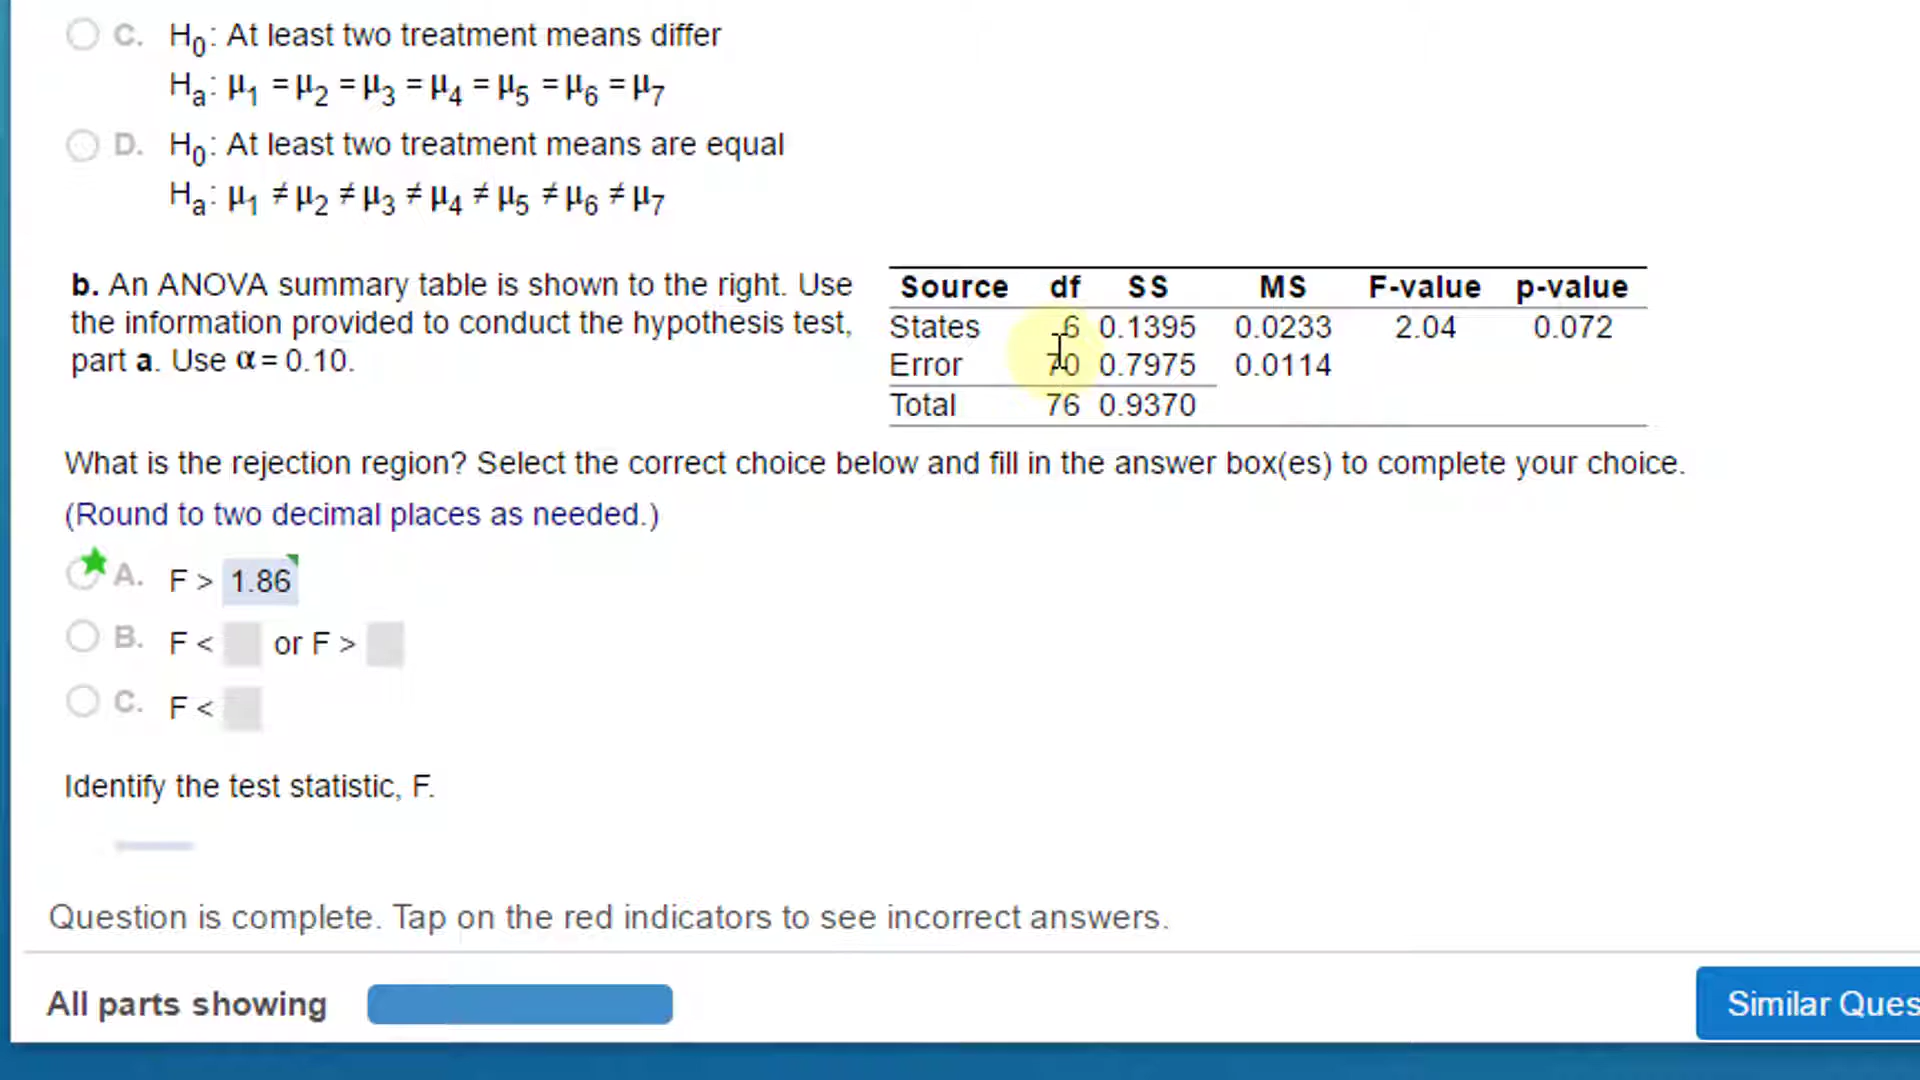 C. H0: At least two treatment means differ
Ha: μ1 = μ2 = μ3 = μ4 = μ5 = μ6 = μ7
D. H0: At least two treatment means are equal
Ha: μ1 ≠ μ2 ≠ μ3 ≠ μ4 ≠ μ5 ≠ μ6 ≠ μ7
b. An ANOVA summary table is shown to the right. Use
the information provided to conduct the hypothesis test,
part a. Use α = 0.10.
Source df SS MS F-value p-value
States 6 0.1395 0.0233 2.04 0.072
Error 70 0.7975 0.0114
Total 76 0.9370
What is the rejection region? Select the correct choice below and fill in the answer box(es) to complete your choice.
(Round to two decimal places as needed.)
A. F > 1.86
B. F < or F >
C. F <
Identify the test statistic, F.
Question is complete. Tap on the red indicators to see incorrect answers.
All parts showing
Similar Ques